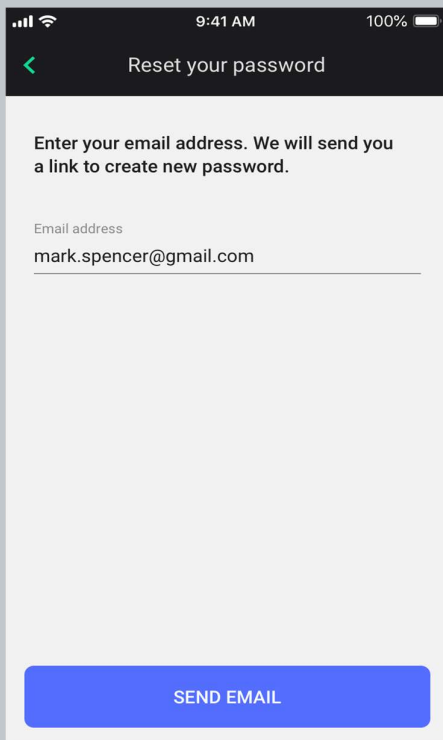 9:41 AM
100%
Reset your password
Enter your email address. We will send you
a link to create new password.
Email address
mark.spencer@gmail.com
SEND EMAIL